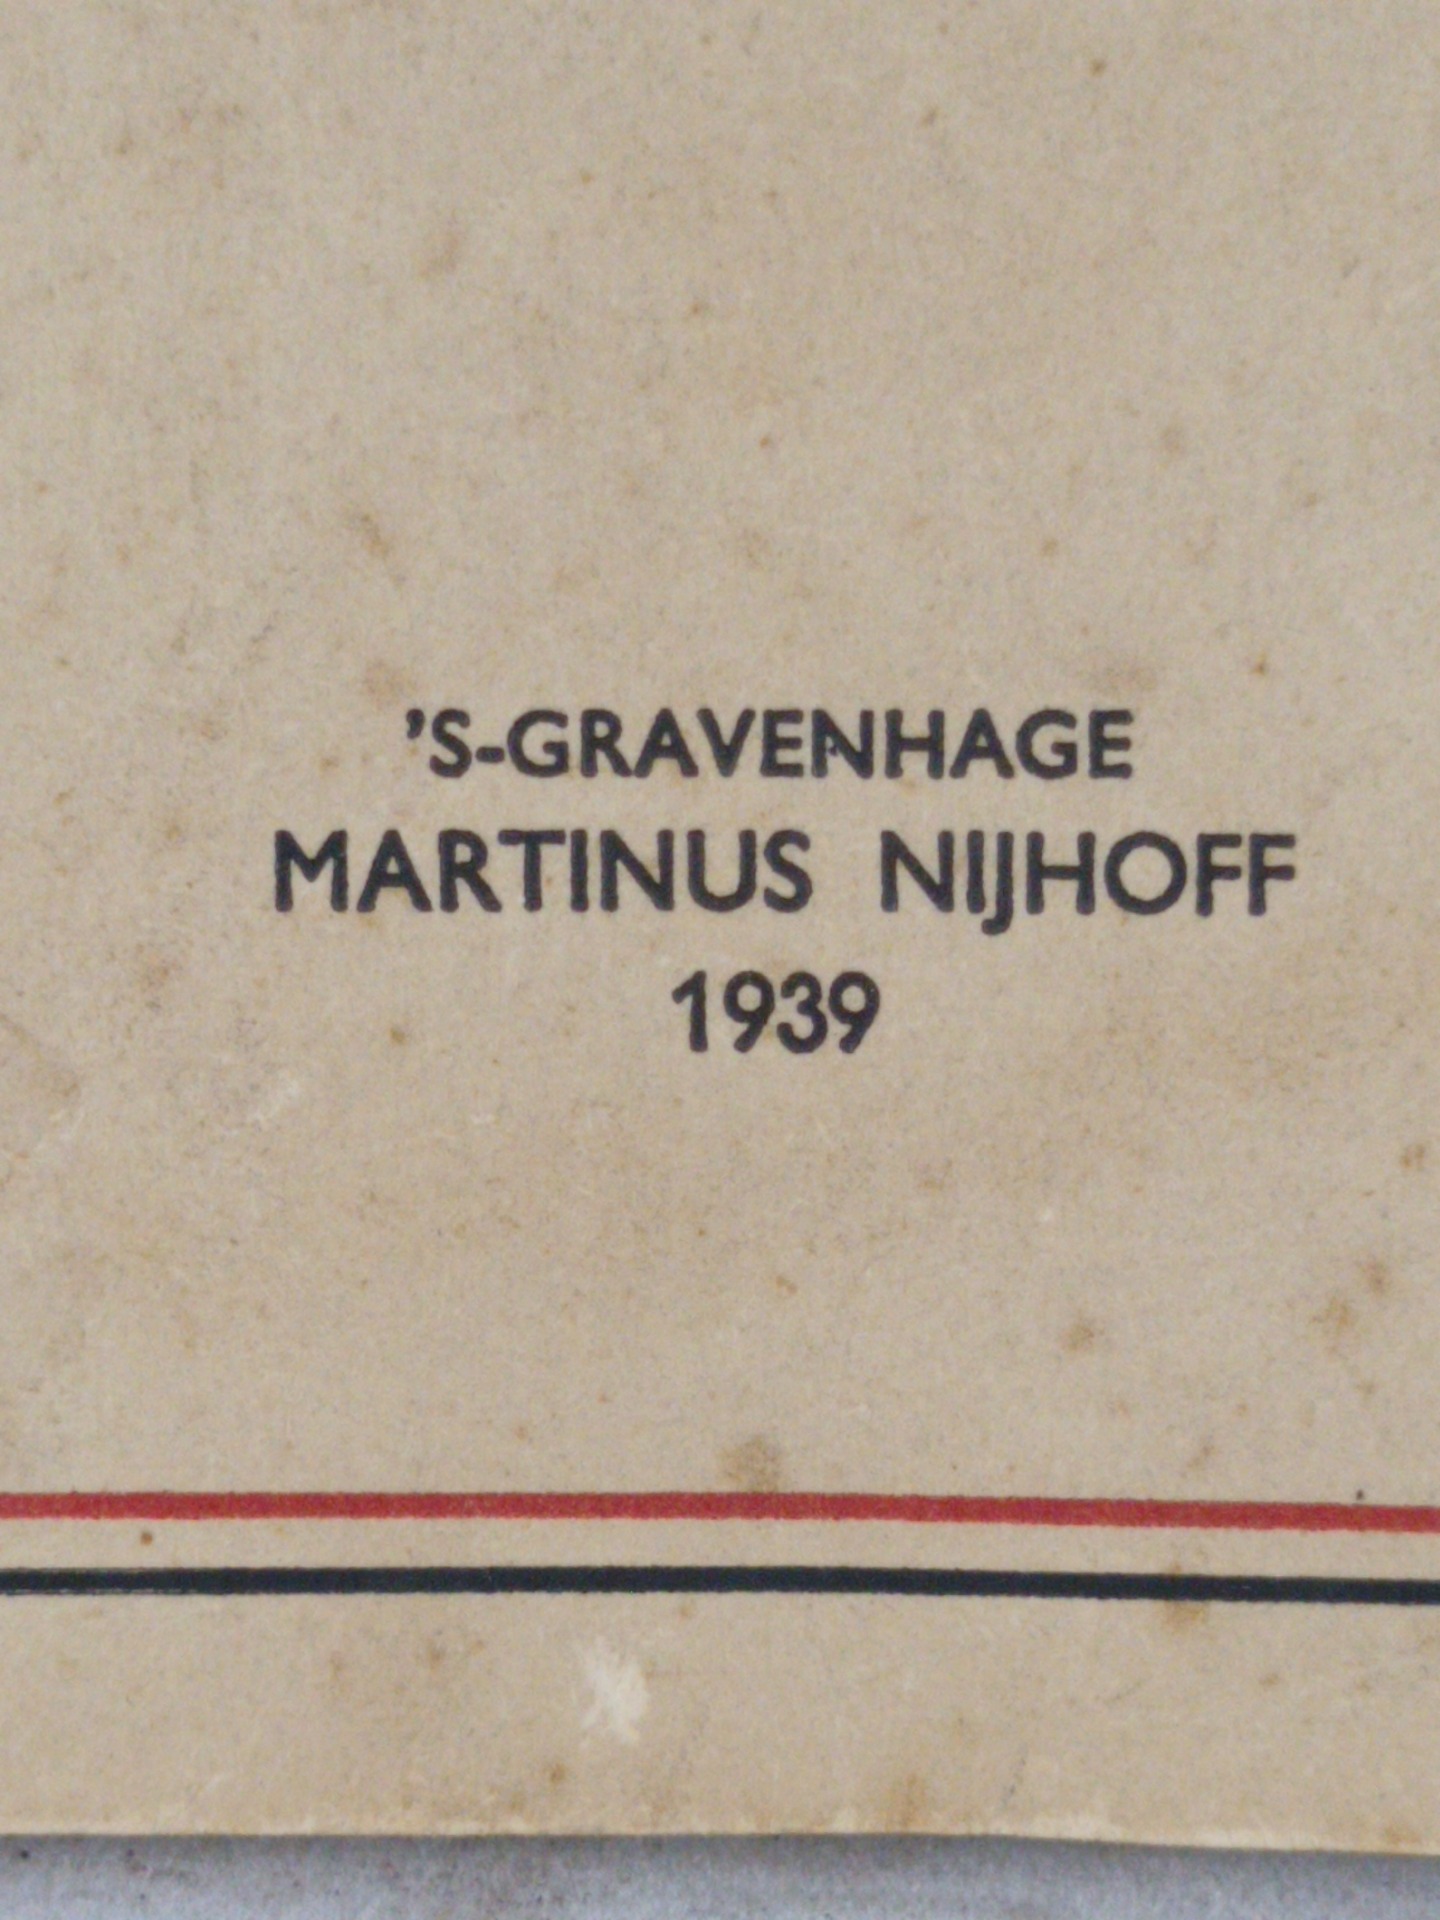 'S-GRAVENHAGE
MARTINUS NIJHOFF
1939